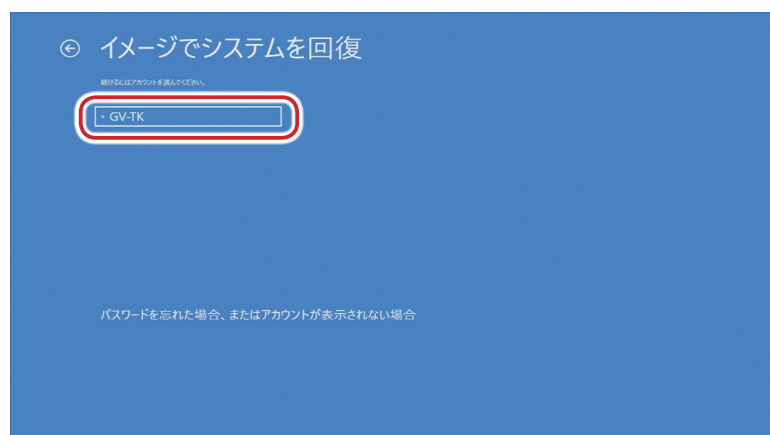 イメージでシステムを回復
続けるにはアカウントを選んでください。
GV-TK
パスワードを忘れた場合、またはアカウントが表示されない場合